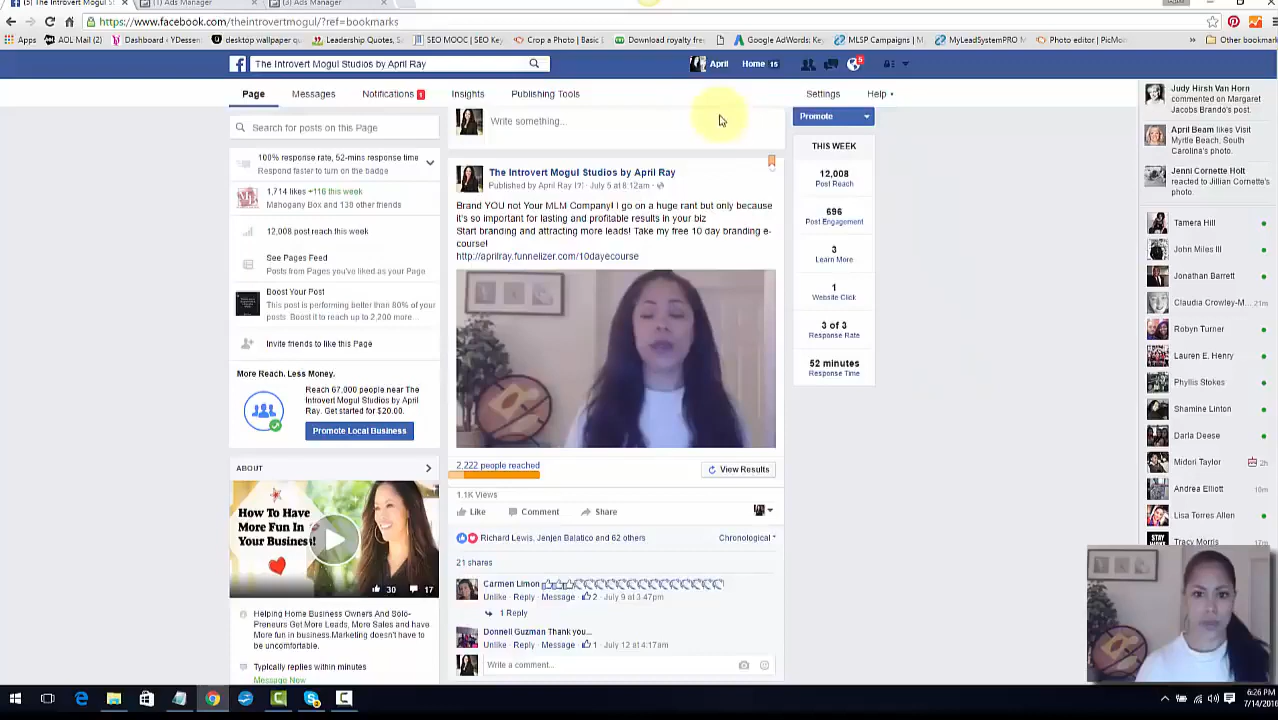 (5) The Introvert Mogul S
(1) Ads Manager
(3) Ads Manager
https://www.facebook.com/theintrovertmogul/?ref=bookmarks
Apps
AOL Mail (2)
Dashboard ‹ YDessen
desktop wallpaper qu
Leadership Quotes, S
SEO MOOC | SEO Key
Crop a Photo | Basic
Download royalty free
Google AdWords: Key
MLSP Campaigns | M
MyLeadSystemPRO M
Photo editor | PicMon
Other bookmarks
The Introvert Mogul Studios by April Ray
April
Home 15
5
Page
Messages
Notifications 1
Insights
Publishing Tools
Settings
Help
Search for posts on this Page
100% response rate, 52-mins response time
Respond faster to turn on the badge
1,714 likes +116 this week
Mahogany Box and 138 other friends
12,008 post reach this week
See Pages Feed
Posts from Pages you've liked as your Page
Boost Your Post
This post is performing better than 80% of your
posts. Boost it to reach up to 2,200 more...
Invite friends to like this Page
More Reach. Less Money.
Reach 67,000 people near The
Introvert Mogul Studios by April
Ray. Get started for $20.00.
Promote Local Business
ABOUT
How To Have
More Fun In
Your Business!
30
17
Helping Home Business Owners And Solo-
Preneurs Get More Leads, More Sales and Have
More fun in business.Marketing doesn't have to
be uncomfortable.
Typically replies within minutes
Message Now
Write something...
The Introvert Mogul Studios by April Ray
Published by April Ray [?] · July 5 at 8:12am ·
Brand YOU not Your MLM Company! I go on a huge rant but only because
it's so important for lasting and profitable results in your biz
Start branding and attracting more leads! Take my free 10 day branding e-
course!
http://aprilray.funnelizer.com/10dayecourse
2,222 people reached
View Results
1.1K Views
Like
Comment
Share
Richard Lewis, Jenjen Balatico and 62 others
Chronological
21 shares
Carmen Limon
Unlike · Reply · Message · 2 · July 9 at 3:47pm
1 Reply
Donnell Guzman Thank you...
Unlike · Reply · Message · 1 · July 12 at 4:17am
Write a comment...
Promote
THIS WEEK
12,008
Post Reach
696
Post Engagement
3
Learn More
1
Website Click
3 of 3
Response Rate
52 minutes
Response Time
Judy Hirsh Van Horn
commented on Margaret
Jacobs Brando's post.
April Beam likes Visit
Myrtle Beach, South
Carolina's photo.
Jenni Cornette Holt
reacted to Jillian Cornette's
photo.
Tamera Hill
John Miles III
Jonathan Barrett
Claudia Crowley-M... 21m
Robyn Turner
Lauren E. Henry
Phyllis Stokes
Shamine Linton
Darla Deese
Midori Taylor 2h
Andrea Elliott 10m
Lisa Torres Allen
Tracy Morris 17m
6:26 PM